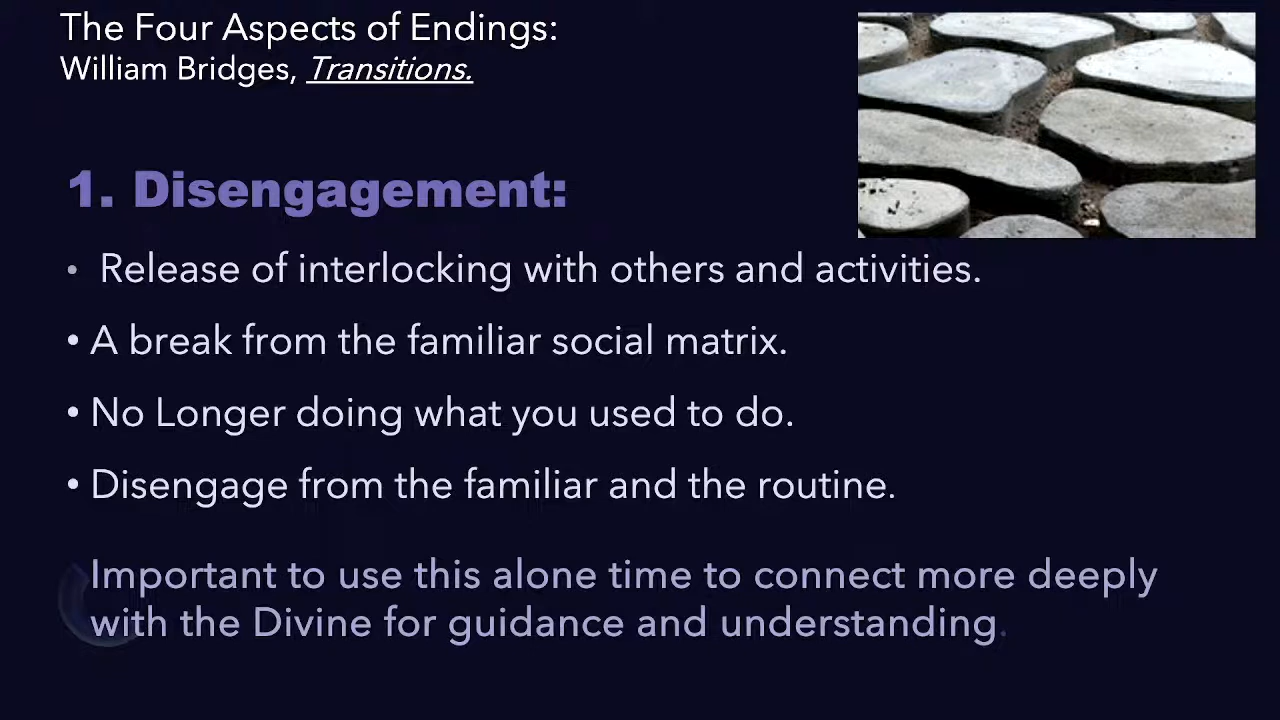 The Four Aspects of Endings:
William Bridges, Transitions.
1. Disengagement:
• Release of interlocking with others and activities.
• A break from the familiar social matrix.
• No Longer doing what you used to do.
• Disengage from the familiar and the routine.
Important to use this alone time to connect more deeply
with the Divine for guidance and understanding.